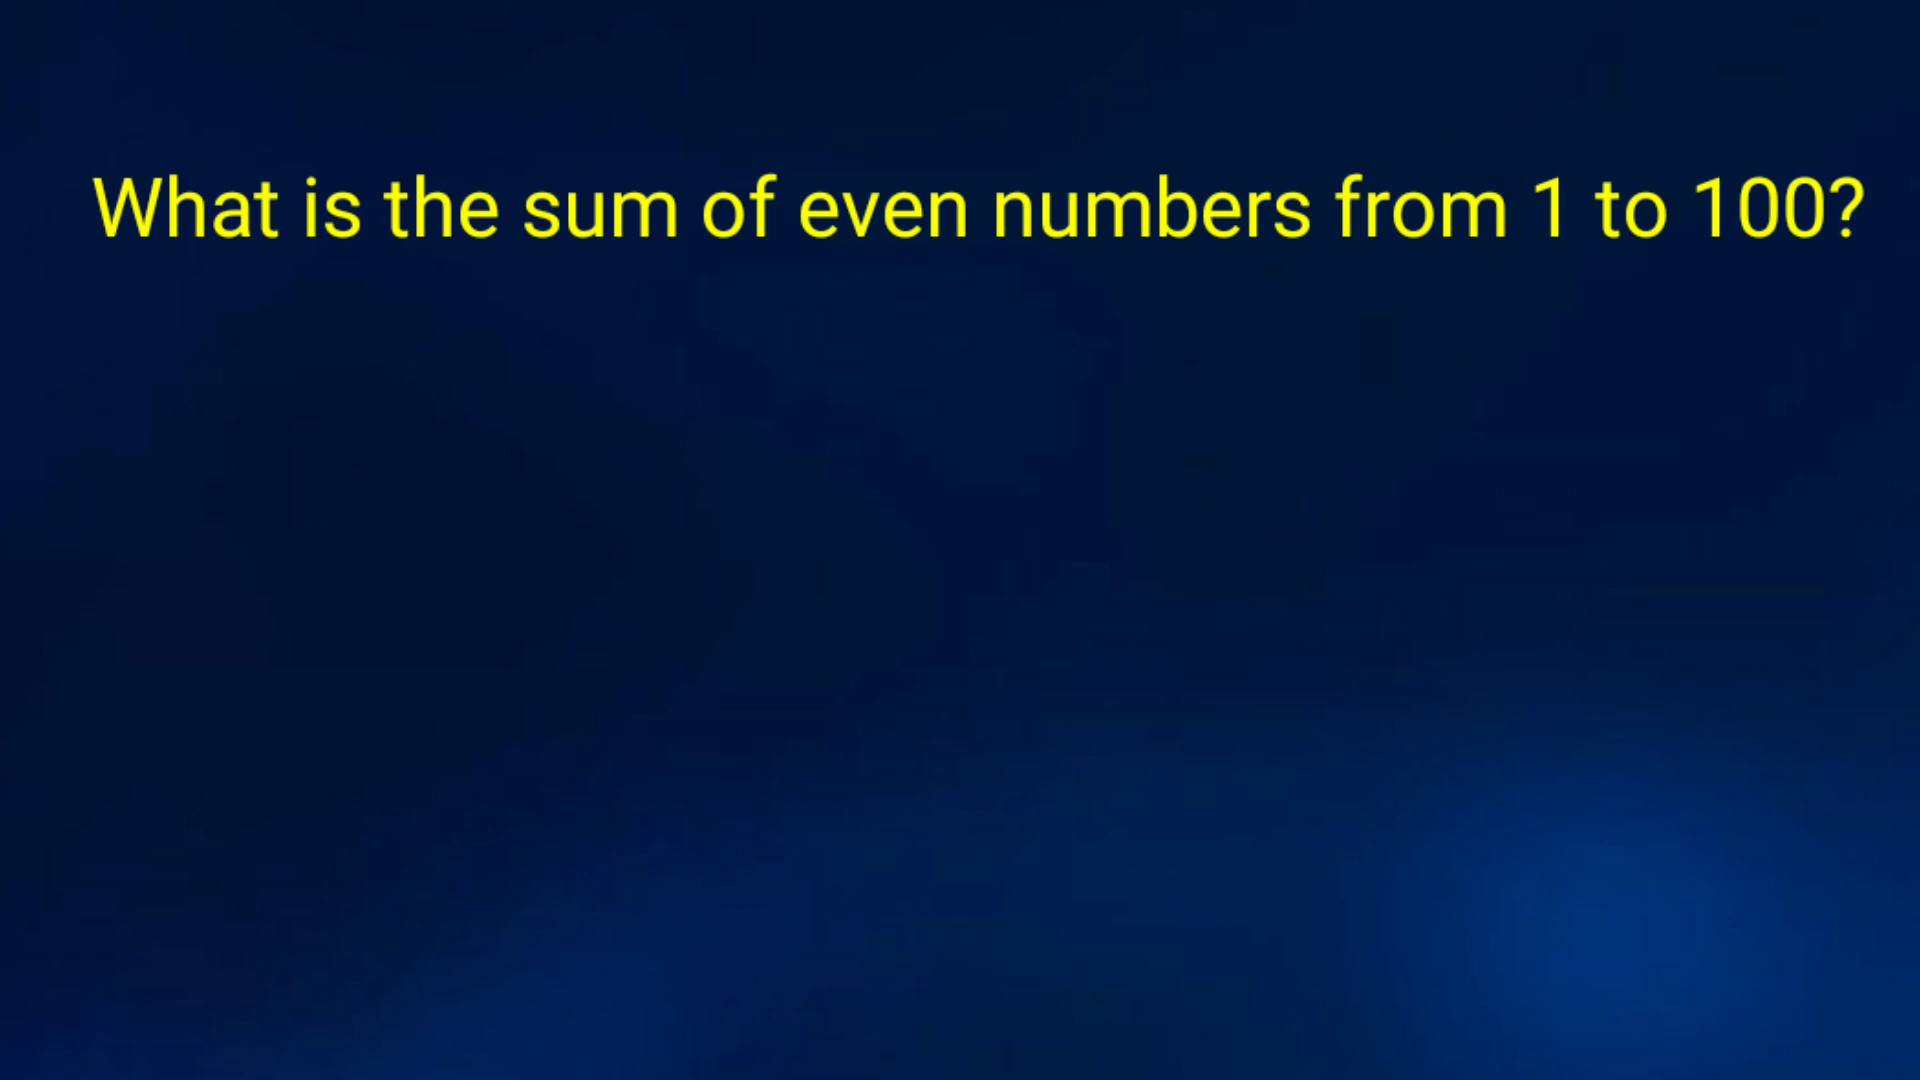 What is the sum of even numbers from 1 to 100?